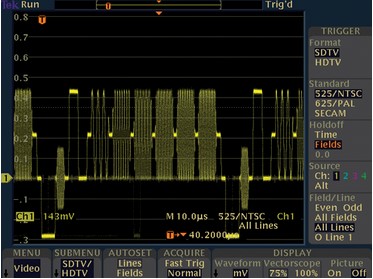 Tek Run Trig'd
0.8
0.7
0.6
0.5
0.4
0.3
0.2
0.1
0.0
-0.1
-0.2
-0.3
TRIGGER
Format
SDTV
HDTV
Standard
525/NTSC
625/PAL
SECAM
Holdoff
Time
Fields
0.0
Source
Ch: 1 2 3 4
Alt
Field/Line
Even Odd
All Fields
All Lines
O Line 1
1
Ch1 143mV M 10.0µs 525/NTSC Ch1
All Lines
T 40.2000µs
MENU SUBMENU AUTOSET ACQUIRE DISPLAY
Video SDTV/ HDTV Lines Fields Fast Trig Normal Waveform mV Vectorscope 75% 100% Picture On Off